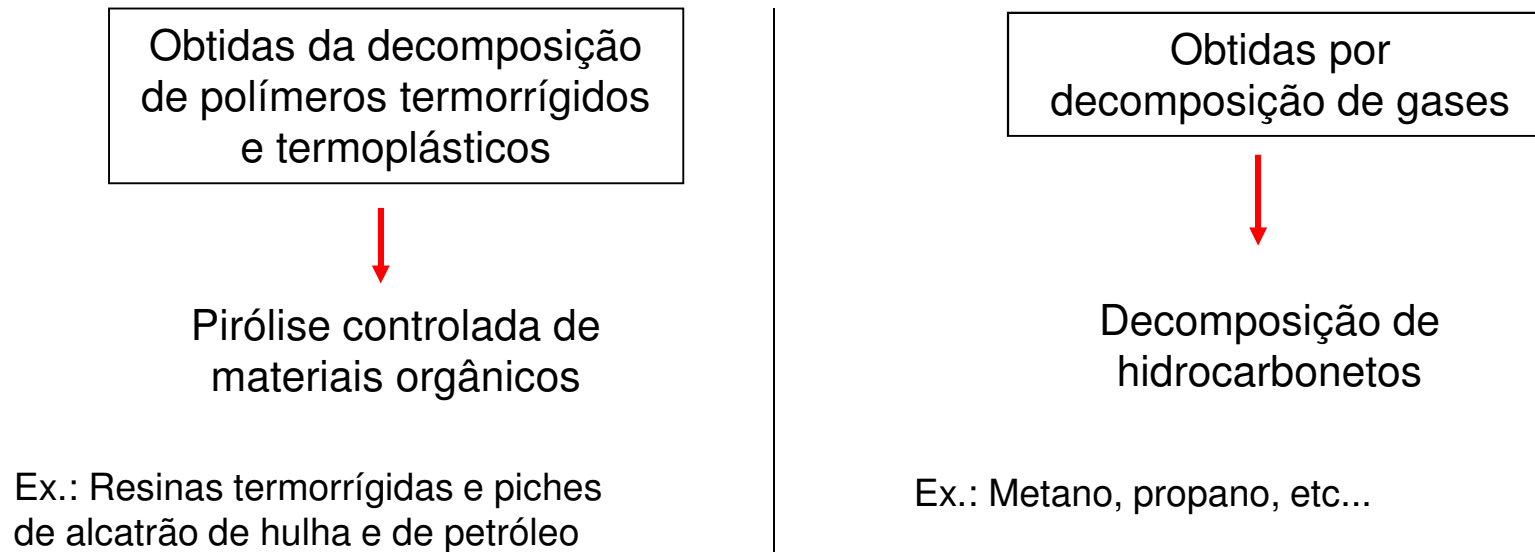 Obtidas da decomposição
de polímeros termorrígidos
e termoplásticos
Pirólise controlada de
materiais orgânicos
Ex.: Resinas termorrígidas e piches
de alcatrão de hulha e de petróleo
Obtidas por
decomposição de gases
Decomposição de
hidrocarbonetos
Ex.: Metano, propano, etc...